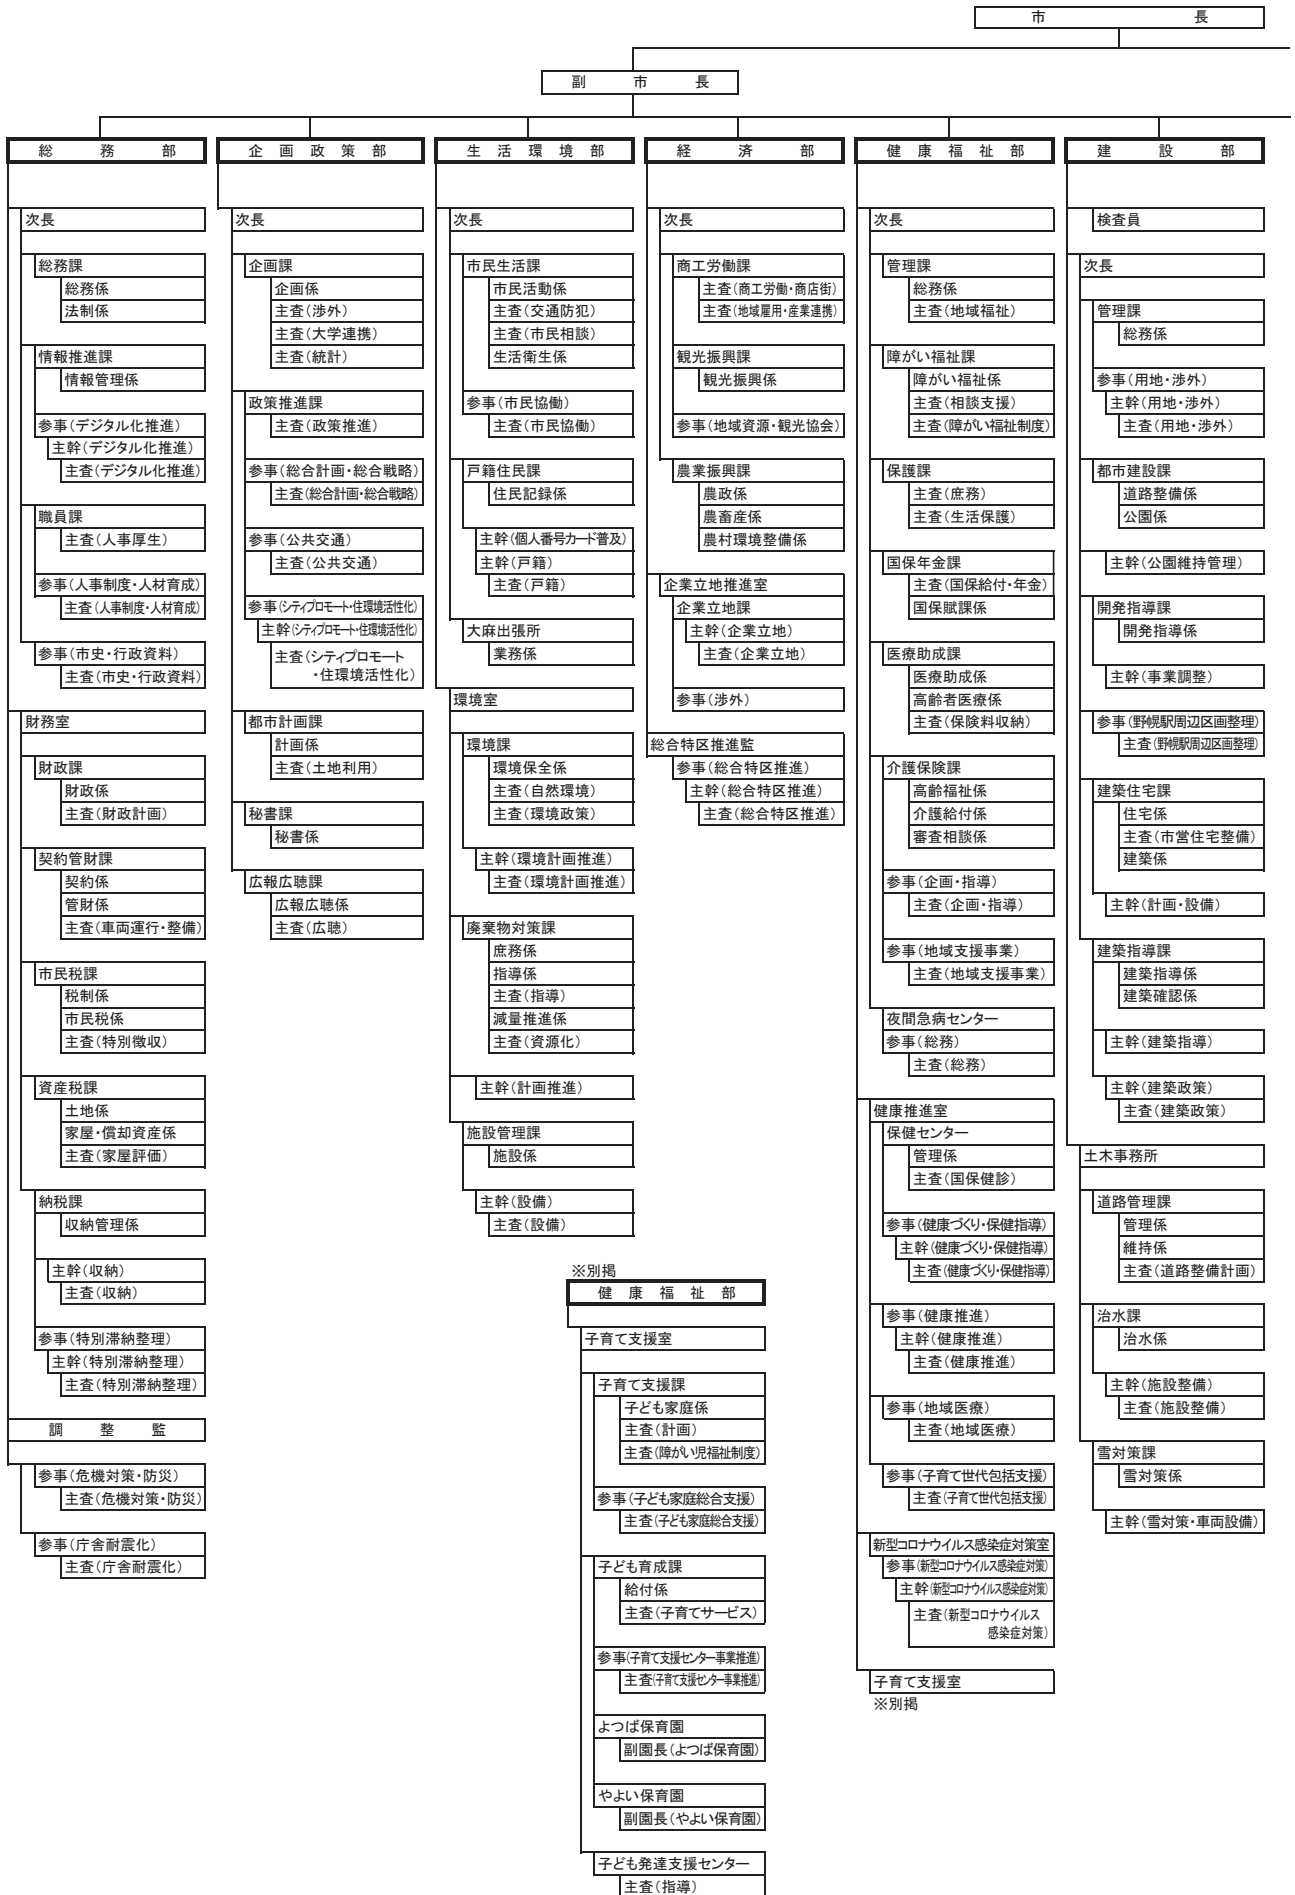 市長
副市長
総務部
次長
総務課
総務係
法制係
情報推進課
情報管理係
参事(デジタル化推進)
主幹(デジタル化推進)
主査(デジタル化推進)
職員課
主査(人事厚生)
参事(人事制度・人材育成)
主査(人事制度・人材育成)
参事(市史・行政資料)
主査(市史・行政資料)
財務室
財政課
財政係
主査(財政計画)
契約管財課
契約係
管財係
主査(車両運行・整備)
市民税課
税制係
市民税係
主査(特別徴収)
資産税課
土地係
家屋・償却資産係
主査(家屋評価)
納税課
収納管理係
主幹(収納)
主査(収納)
参事(特別滞納整理)
主幹(特別滞納整理)
主査(特別滞納整理)
調整監
参事(危機対策・防災)
主査(危機対策・防災)
参事(庁舎耐震化)
主査(庁舎耐震化)
企画政策部
次長
企画課
企画係
主査(渉外)
主査(大学連携)
主査(統計)
政策推進課
主査(政策推進)
参事(総合計画・総合戦略)
主査(総合計画・総合戦略)
参事(公共交通)
主査(公共交通)
参事(シティプロモート・住環境活性化)
主幹(シティプロモート・住環境活性化)
主査(シティプロモート
・住環境活性化)
都市計画課
計画係
主査(土地利用)
秘書課
秘書係
広報広聴課
広報広聴係
主査(広聴)
生活環境部
次長
市民生活課
市民活動係
主査(交通防犯)
主査(市民相談)
生活衛生係
参事(市民協働)
主査(市民協働)
戸籍住民課
住民記録係
主幹(個人番号カード普及)
主幹(戸籍)
主査(戸籍)
大麻出張所
業務係
環境室
環境課
環境保全係
主査(自然環境)
主査(環境政策)
主幹(環境計画推進)
主査(環境計画推進)
廃棄物対策課
庶務係
指導係
主査(指導)
減量推進係
主査(資源化)
主幹(計画推進)
施設管理課
施設係
主幹(設備)
主査(設備)
経済部
次長
商工労働課
主査(商工労働・商店街)
主査(地域雇用・産業連携)
観光振興課
観光振興係
参事(地域資源・観光協会)
農業振興課
農政係
農畜産係
農村環境整備係
企業立地推進室
企業立地課
主幹(企業立地)
主査(企業立地)
参事(渉外)
総合特区推進監
参事(総合特区推進)
主幹(総合特区推進)
主査(総合特区推進)
健康福祉部
次長
管理課
総務係
主査(地域福祉)
障がい福祉課
障がい福祉係
主査(相談支援)
主査(障がい福祉制度)
保護課
主査(庶務)
主査(生活保護)
国保年金課
主査(国保給付・年金)
国保賦課係
医療助成課
医療助成係
高齢者医療係
主査(保険料収納)
介護保険課
高齢福祉係
介護給付係
審査相談係
参事(企画・指導)
主査(企画・指導)
参事(地域支援事業)
主査(地域支援事業)
夜間急病センター
参事(総務)
主査(総務)
健康推進室
保健センター
管理係
主査(国保健診)
参事(健康づくり・保健指導)
主幹(健康づくり・保健指導)
主査(健康づくり・保健指導)
参事(健康推進)
主幹(健康推進)
主査(健康推進)
参事(地域医療)
主査(地域医療)
参事(子育て世代包括支援)
主査(子育て世代包括支援)
新型コロナウイルス感染症対策室
参事(新型コロナウイルス感染症対策)
主幹(新型コロナウイルス感染症対策)
主査(新型コロナウイルス
感染症対策)
子育て支援室
※別掲
建設部
検査員
次長
管理課
総務係
参事(用地・渉外)
主幹(用地・渉外)
主査(用地・渉外)
都市建設課
道路整備係
公園係
主幹(公園維持管理)
開発指導課
開発指導係
主幹(事業調整)
参事(野幌駅周辺区画整理)
主査(野幌駅周辺区画整理)
建築住宅課
住宅係
主査(市営住宅整備)
建築係
主幹(計画・設備)
建築指導課
建築指導係
建築確認係
主幹(建築指導)
主幹(建築政策)
主査(建築政策)
土木事務所
道路管理課
管理係
維持係
主査(道路整備計画)
治水課
治水係
主幹(施設整備)
主査(施設整備)
雪対策課
雪対策係
主幹(雪対策・車両設備)
※別掲
健康福祉部
子育て支援室
子育て支援課
子ども家庭係
主査(計画)
主査(障がい児福祉制度)
参事(子ども家庭総合支援)
主査(子ども家庭総合支援)
子ども育成課
給付係
主査(子育てサービス)
参事(子育て支援センター事業推進)
主査(子育て支援センター事業推進)
よつば保育園
副園長(よつば保育園)
やよい保育園
副園長(やよい保育園)
子ども発達支援センター
主査(指導)